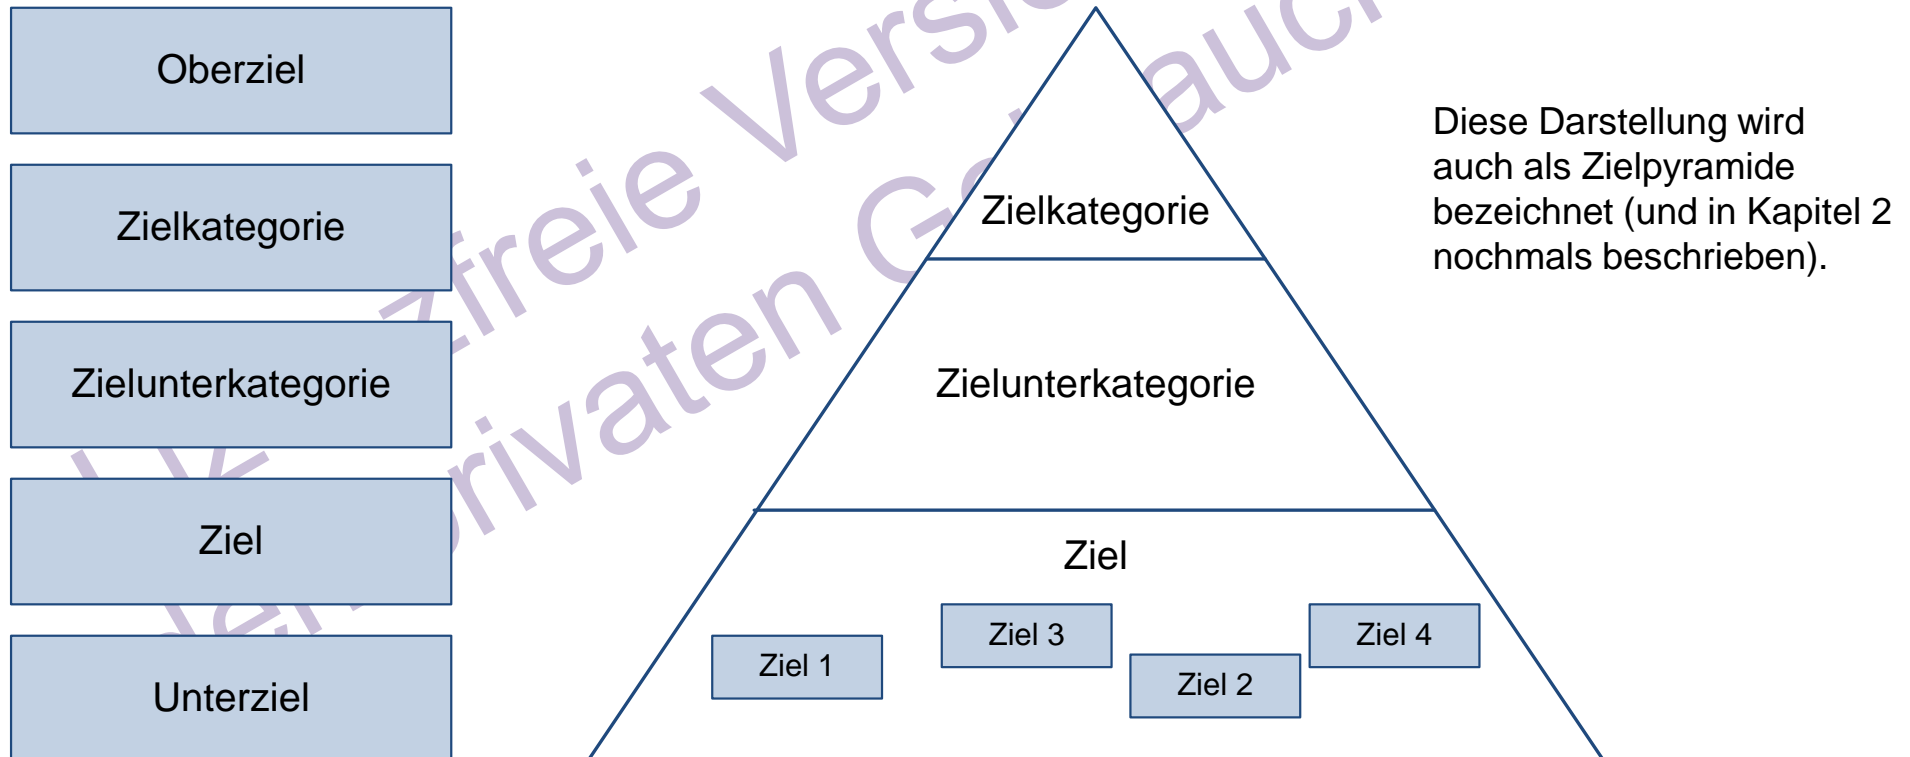 Oberziel
Zielkategorie
Zielunterkategorie
Ziel
Unterziel
Zielkategorie
Zielunterkategorie
Ziel
Ziel 1
Ziel 3
Ziel 2
Ziel 4
Diese Darstellung wird
auch als Zielpyramide
bezeichnet (und in Kapitel 2
nochmals beschrieben).